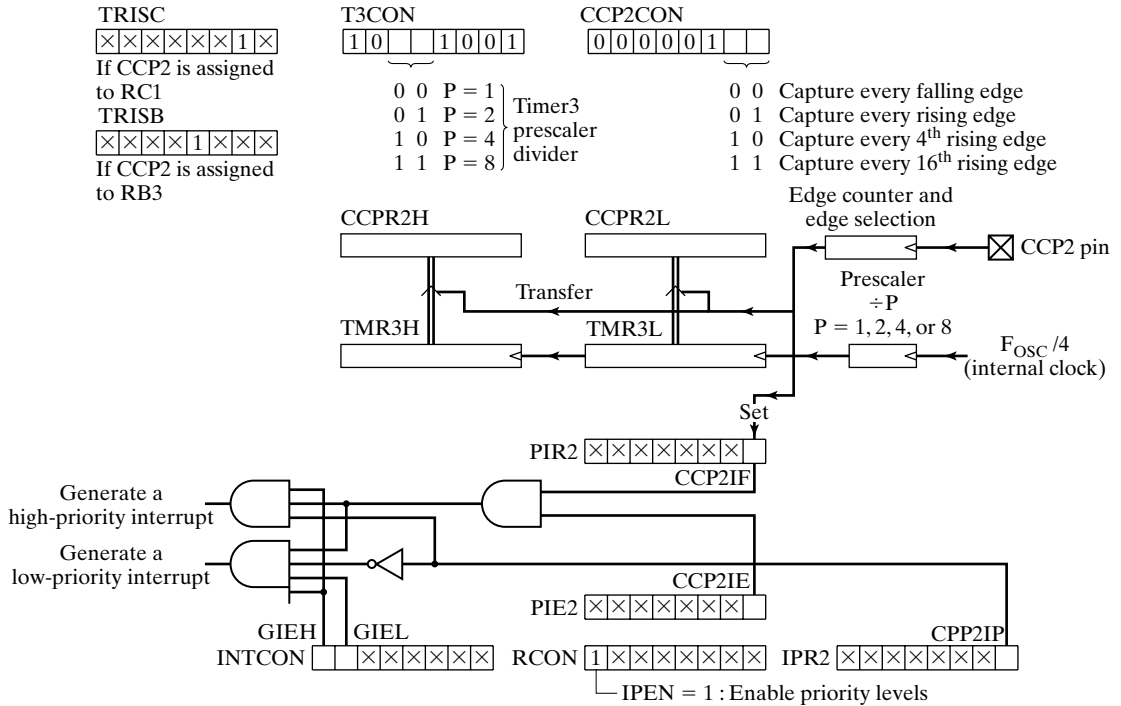 TRISC
× × × × × × 1 ×
If CCP2 is assigned
to RC1
TRISB
× × × × 1 × × ×
If CCP2 is assigned
to RB3
T3CON
1 0 1 0 0 1
0 0 P = 1
0 1 P = 2
1 0 P = 4
1 1 P = 8
Timer3
prescaler
divider
CCP2CON
0 0 0 0 0 1
0 0 Capture every falling edge
0 1 Capture every rising edge
1 0 Capture every 4th rising edge
1 1 Capture every 16th rising edge
CCPR2H
CCPR2L
Edge counter and
edge selection
CCP2 pin
Transfer
Prescaler
÷P
P = 1, 2, 4, or 8
TMR3H
TMR3L
FOSC /4
(internal clock)
Set
PIR2 × × × × × × ×
CCP2IF
Generate a
high-priority interrupt
Generate a
low-priority interrupt
CCP2IE
PIE2 × × × × × × ×
GIEH GIEL
INTCON × × × × × ×
RCON 1 × × × × × × ×
CPP2IP
IPR2 × × × × × × ×
IPEN = 1 : Enable priority levels